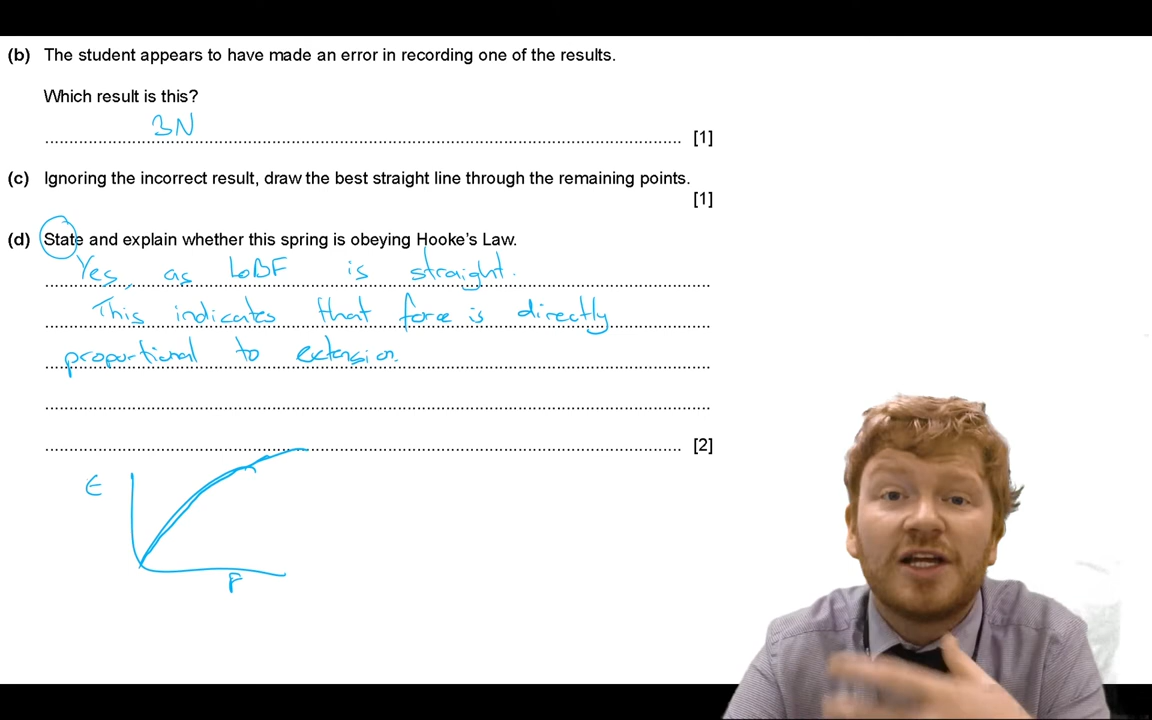 (b) The student appears to have made an error in recording one of the results.
Which result is this?
3N
[1]
(c) Ignoring the incorrect result, draw the best straight line through the remaining points.
[1]
(d) State and explain whether this spring is obeying Hooke's Law.
Yes, as LoBF is straight.
This indicates that force is directly
proportional to extension.
[2]
E
F